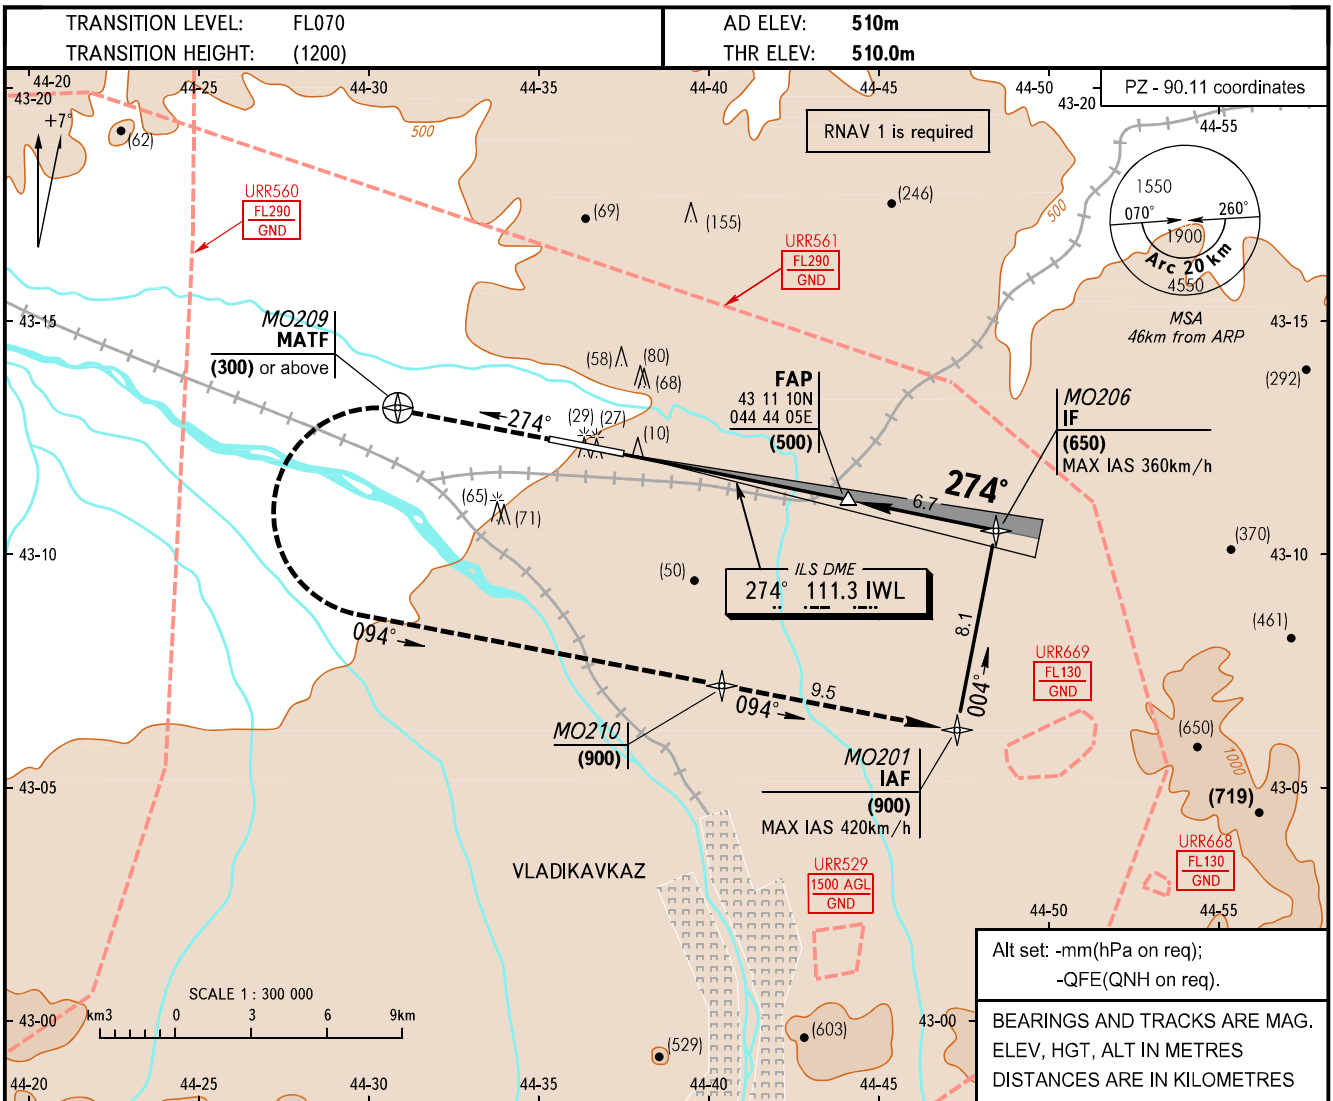 TRANSITION LEVEL: FL070
TRANSITION HEIGHT: (1200)
AD ELEV: 510m
THR ELEV: 510.0m
44-20 44-25 44-30 44-35 44-40 44-45 44-50
43-20
43-20
PZ - 90.11 coordinates
44-55
+7°
(62)
500
RNAV 1 is required
URR560
FL290
GND
(69)
(155)
(246)
500
1550
070° 260°
1900
Arc 20 km
4550
MSA
46km from ARP
URR561
FL290
GND
43-15
43-15
MO209
MATF
(300) or above
(58)
(80)
(68)
(292)
FAP
43 11 10N
044 44 05E
(500)
MO206
IF
(650)
MAX IAS 360km/h
274°
(29) (27)
(10)
274°
6.7
(65)
(71)
(370)
43-10
43-10
(50)
ILS DME
274° 111.3 IWL
(461)
8.1
094°
URR669
FL130
GND
004°
9.5
094°
MO210
(900)
MO201
IAF
(900)
MAX IAS 420km/h
(650)
1000
(719)
43-05
43-05
VLADIKAVKAZ
URR529
1500 AGL
GND
URR668
FL130
GND
44-50 44-55
Alt set: -mm(hPa on req);
-QFE(QNH on req).
SCALE 1 : 300 000
km3 0 3 6 9km
43-00
43-00
(603)
(529)
BEARINGS AND TRACKS ARE MAG.
ELEV, HGT, ALT IN METRES
DISTANCES ARE IN KILOMETRES
44-20 44-25 44-30 44-35 44-40 44-45